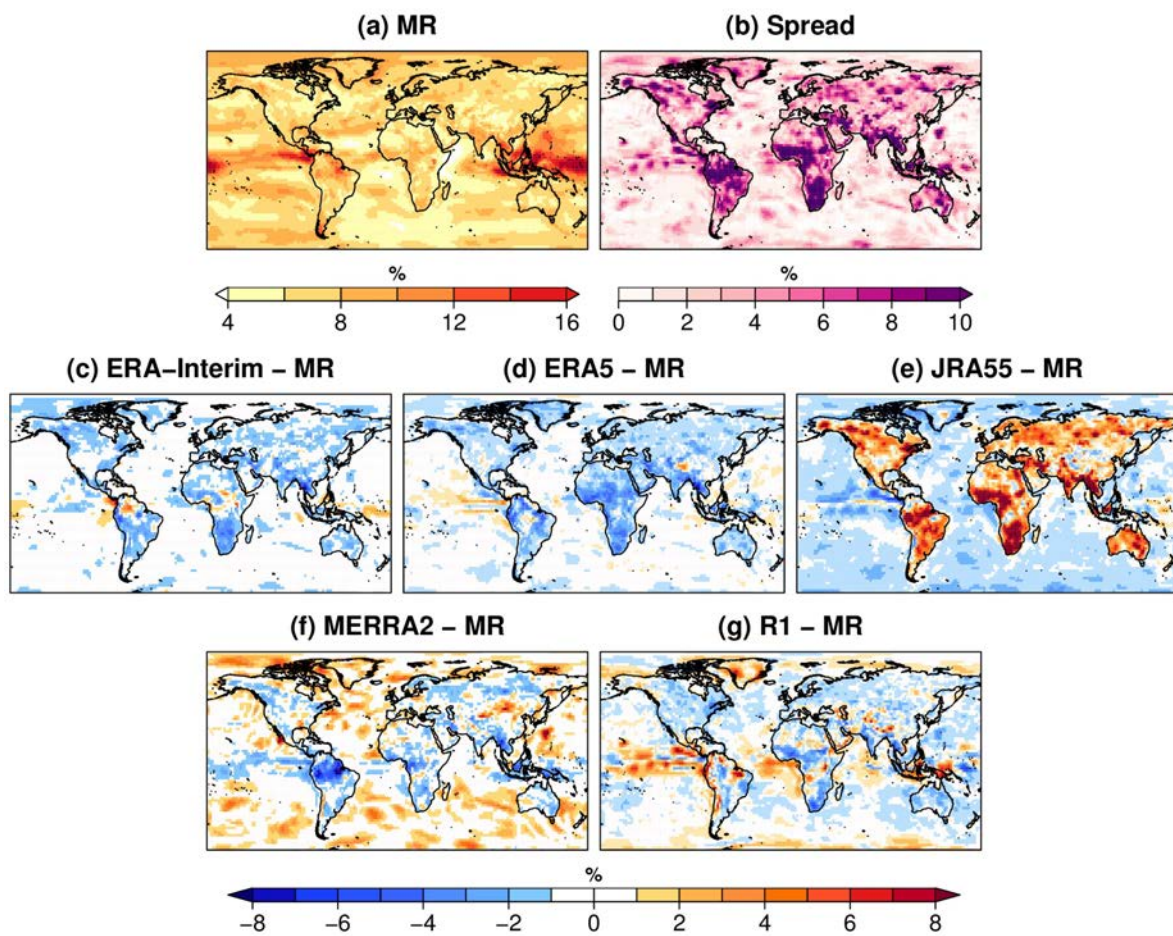 (a) MR
(b) Spread
%
%
4 8 12 16
0 2 4 6 8 10
(c) ERA−Interim − MR
(d) ERA5 − MR
(e) JRA55 − MR
(f) MERRA2 − MR
(g) R1 − MR
%
−8 −6 −4 −2 0 2 4 6 8